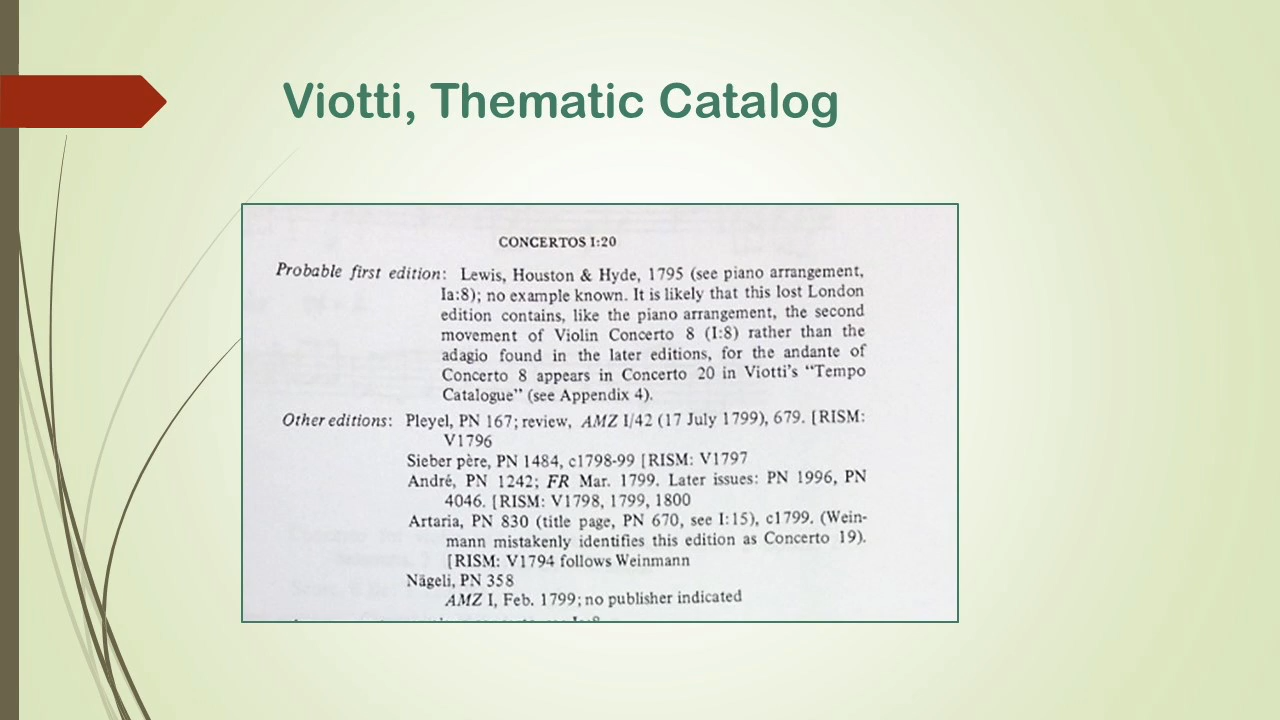 Viotti, Thematic Catalog
CONCERTOS I:20
Probable first edition: Lewis, Houston & Hyde, 1795 (see piano arrangement,
Ia:8); no example known. It is likely that this lost London
edition contains, like the piano arrangement, the second
movement of Violin Concerto 8 (I:8) rather than the
adagio found in the later editions, for the andante of
Concerto 8 appears in Concerto 20 in Viotti's "Tempo
Catalogue" (see Appendix 4).
Other editions: Pleyel, PN 167; review, AMZ I/42 (17 July 1799), 679. [RISM:
V1796
Sieber père, PN 1484, c1798-99 [RISM: V1797
André, PN 1242; FR Mar. 1799. Later issues: PN 1996, PN
4046. [RISM: V1798, 1799, 1800
Artaria, PN 830 (title page, PN 670, see I:15), c1799. (Wein-
mann mistakenly identifies this edition as Concerto 19).
[RISM: V1794 follows Weinmann
Nägeli, PN 358
AMZ I, Feb. 1799; no publisher indicated